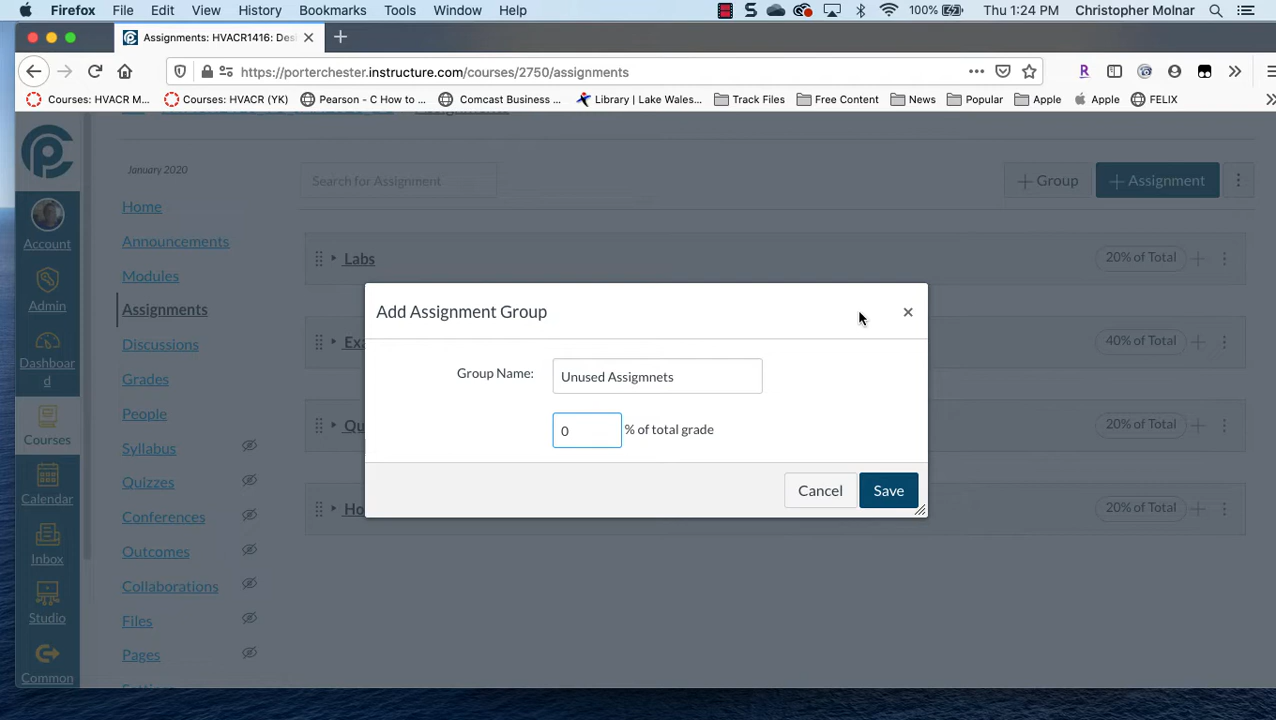 Firefox File Edit View History Bookmarks Tools Window Help 100% Thu 1:24 PM Christopher Molnar
Assignments: HVACR1416: Des
https://porterchester.instructure.com/courses/2750/assignments
Courses: HVACR M... Courses: HVACR (YK) Pearson - C How to ... Comcast Business ... Library | Lake Wales... Track Files Free Content News Popular Apple Apple FELIX
January 2020
Search for Assignment
+ Group
+ Assignment
Account
Admin
Dashboar
d
Courses
Calendar
Inbox
Studio
Common
Home
Announcements
Modules
Assignments
Discussions
Grades
People
Syllabus
Quizzes
Conferences
Outcomes
Collaborations
Files
Pages
Labs 20% of Total
Exa 40% of Total
Qu 20% of Total
Ho 20% of Total
Add Assignment Group
Group Name: Unused Assigmnets
0 % of total grade
Cancel Save